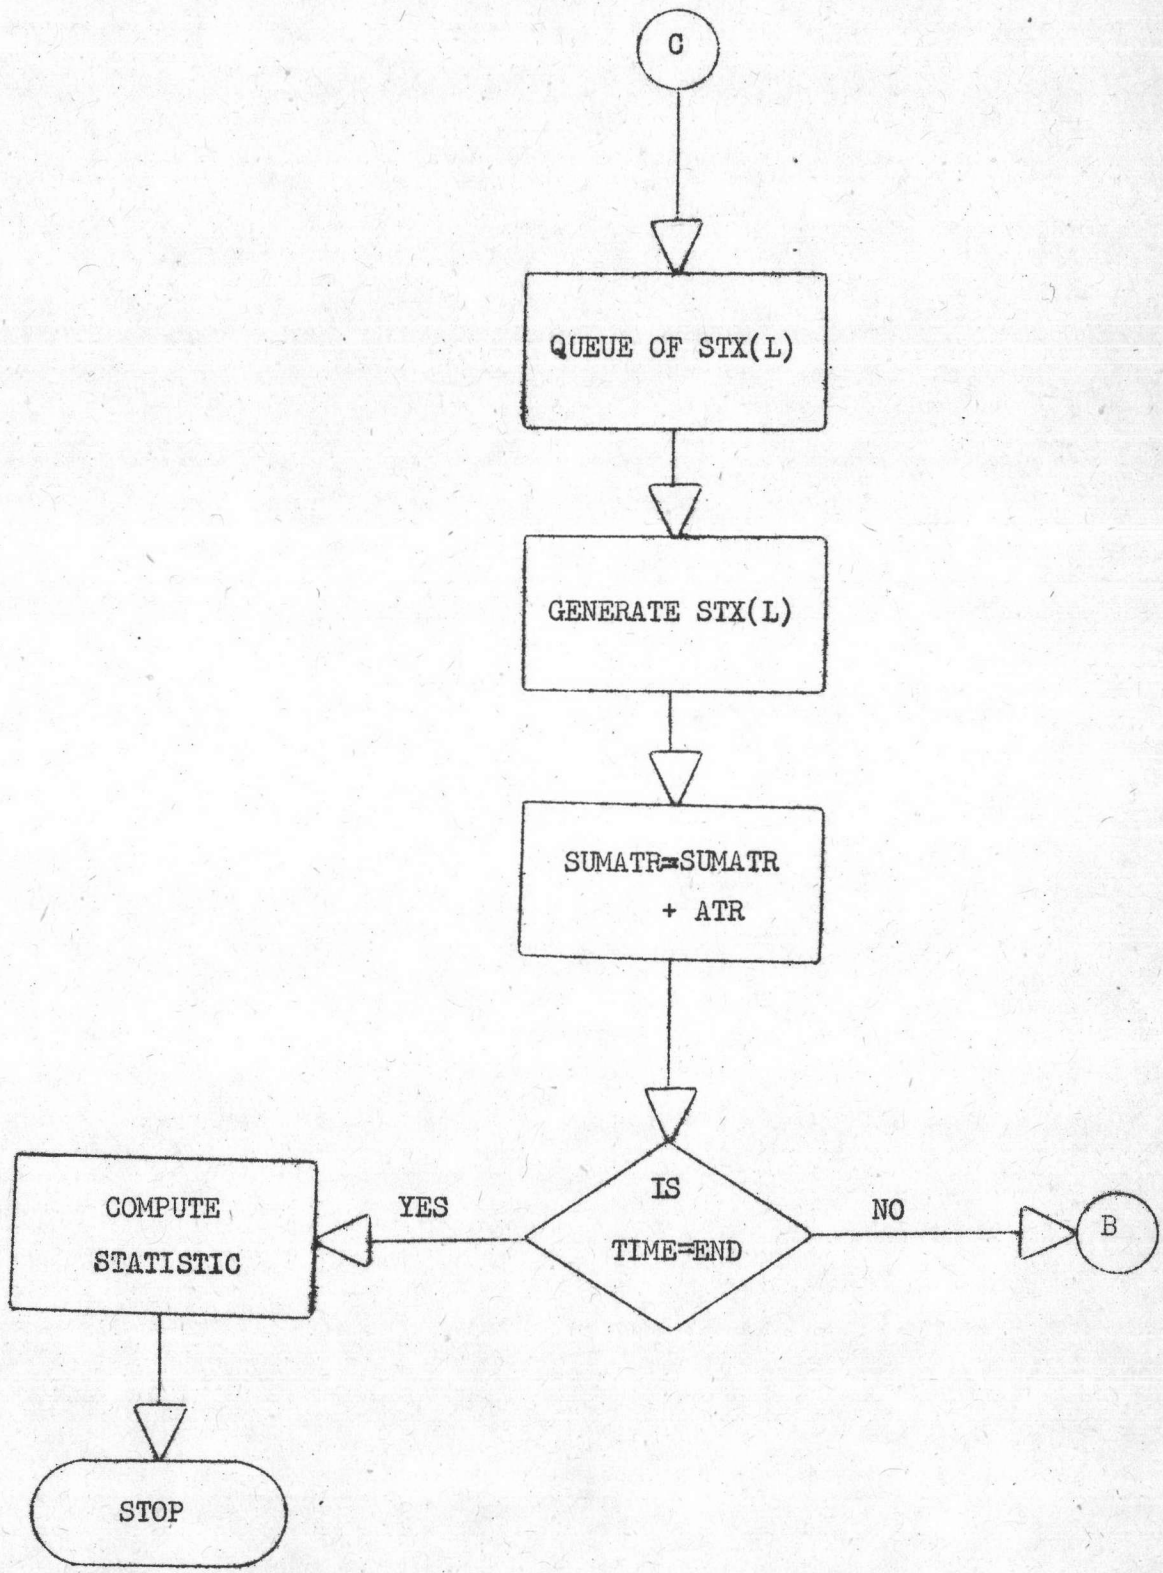 C
QUEUE OF STX(L)
GENERATE STX(L)
SUMATR=SUMATR
+ ATR
IS
TIME=END
YES
NO
B
COMPUTE
STATISTIC
STOP